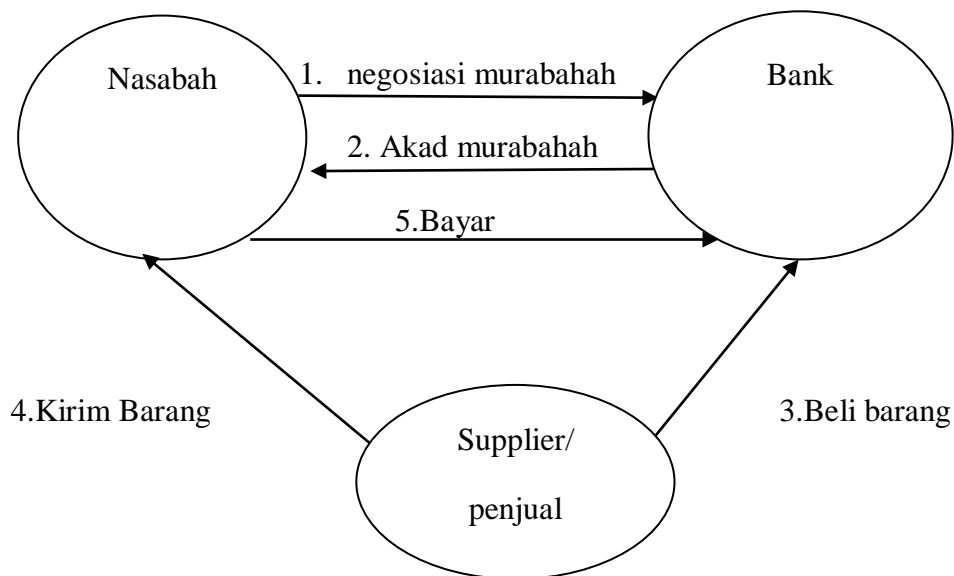 Nasabah
1. negosiasi murabahah
Bank
2. Akad murabahah
5.Bayar
4.Kirim Barang
3.Beli barang
Supplier/
penjual